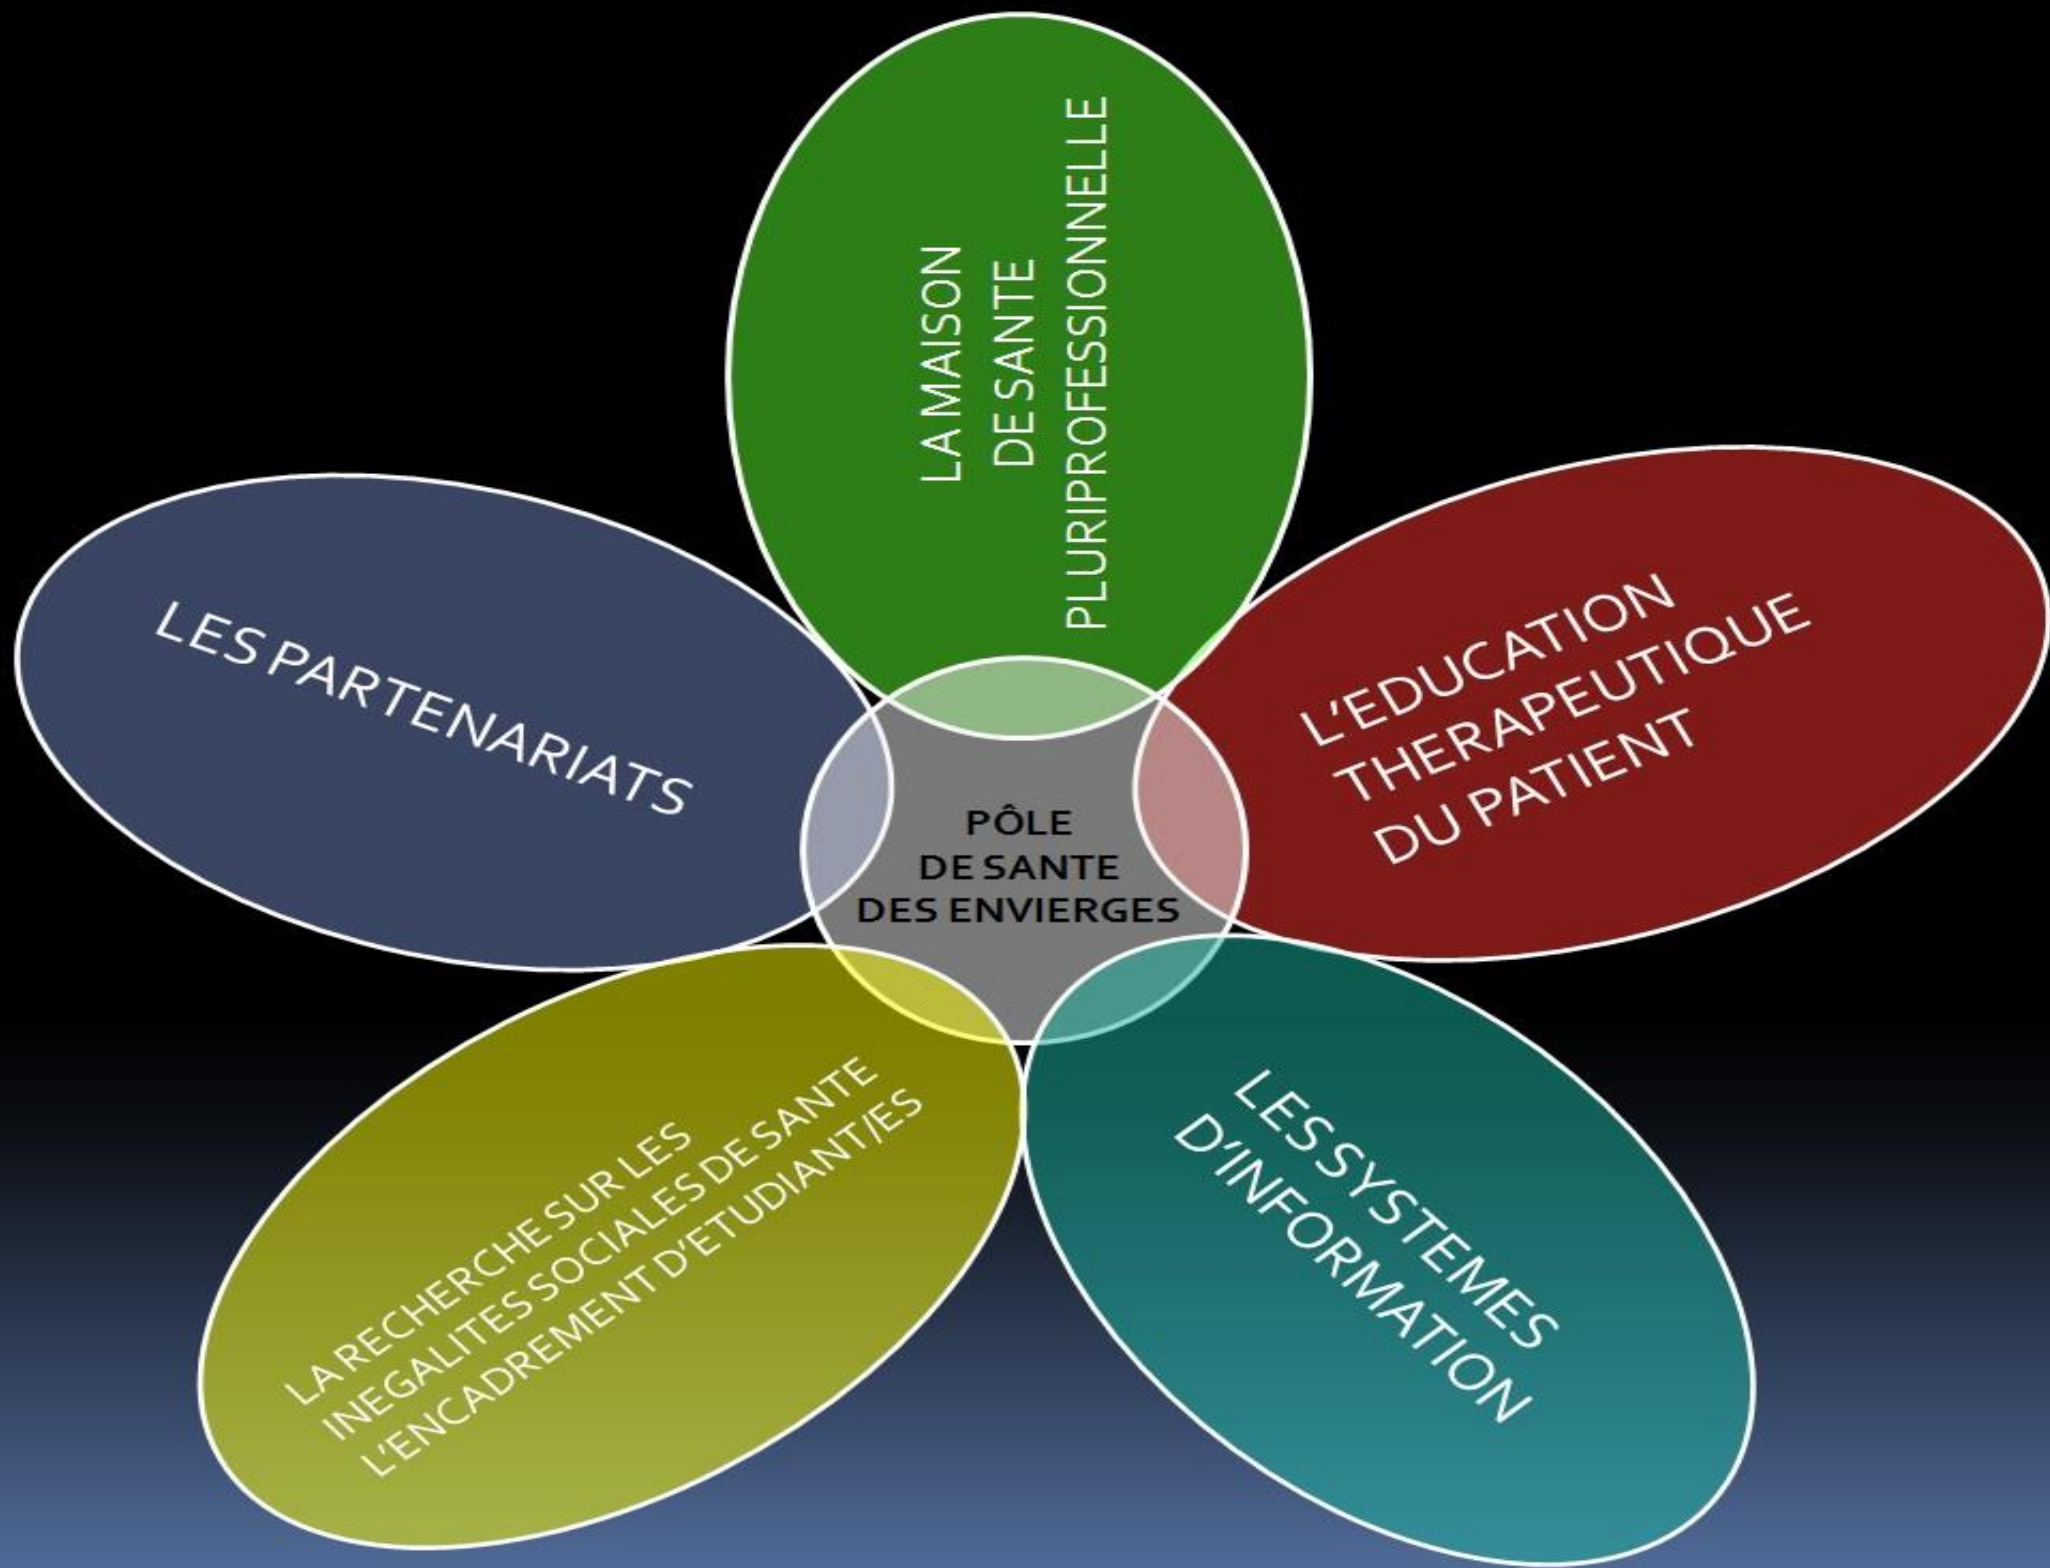 LA MAISON
DE SANTE
PLURIPROFESSIONNELLE
L'EDUCATION
THERAPEUTIQUE
DU PATIENT
LES SYSTEMES
D'INFORMATION
LA RECHERCHE SUR LES
INEGALITES SOCIALES DE SANTE
L'ENCADREMENT D'ETUDIANT/ES
LES PARTENARIATS
PÔLE
DE SANTE
DES ENVIERGES